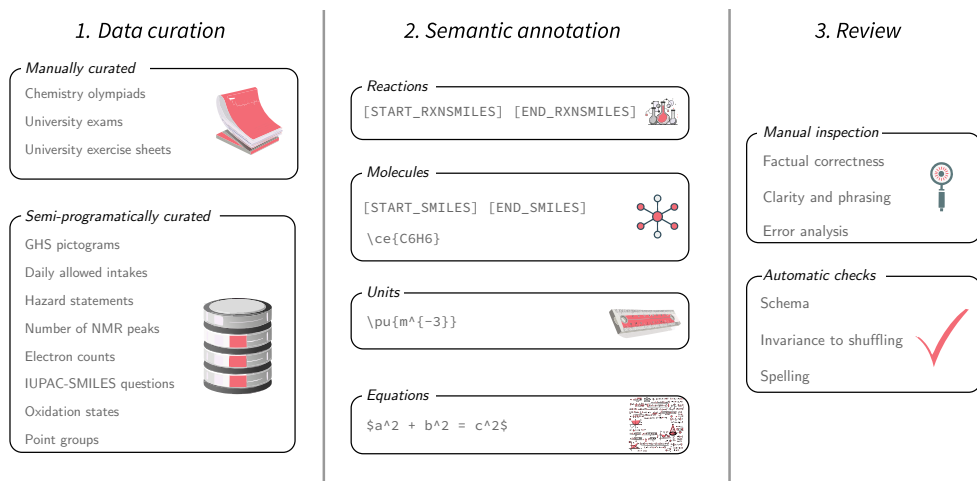 1. Data curation
Manually curated
Chemistry olympiads
University exams
University exercise sheets
Semi-programatically curated
GHS pictograms
Daily allowed intakes
Hazard statements
Number of NMR peaks
Electron counts
IUPAC-SMILES questions
Oxidation states
Point groups
2. Semantic annotation
Reactions
[START_RXNSMILES] [END_RXNSMILES]
Molecules
[START_SMILES] [END_SMILES]
\ce{C6H6}
Units
\pu{m^{-3}}
Equations
$a^2 + b^2 = c^2$
3. Review
Manual inspection
Factual correctness
Clarity and phrasing
Error analysis
Automatic checks
Schema
Invariance to shuffling
Spelling